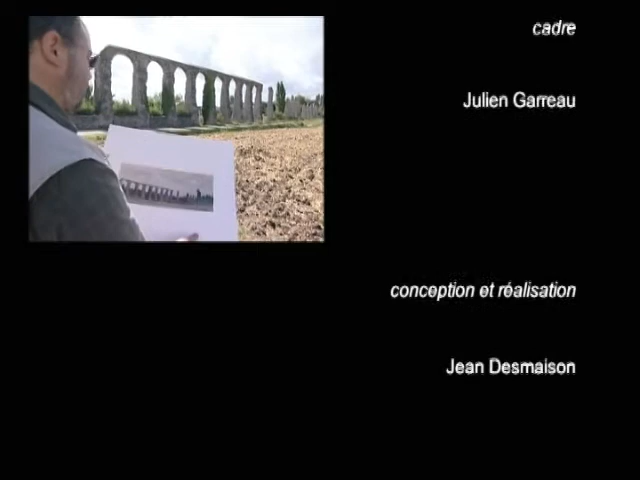 cadre
Julien Garreau
conception et réalisation
Jean Desmaison